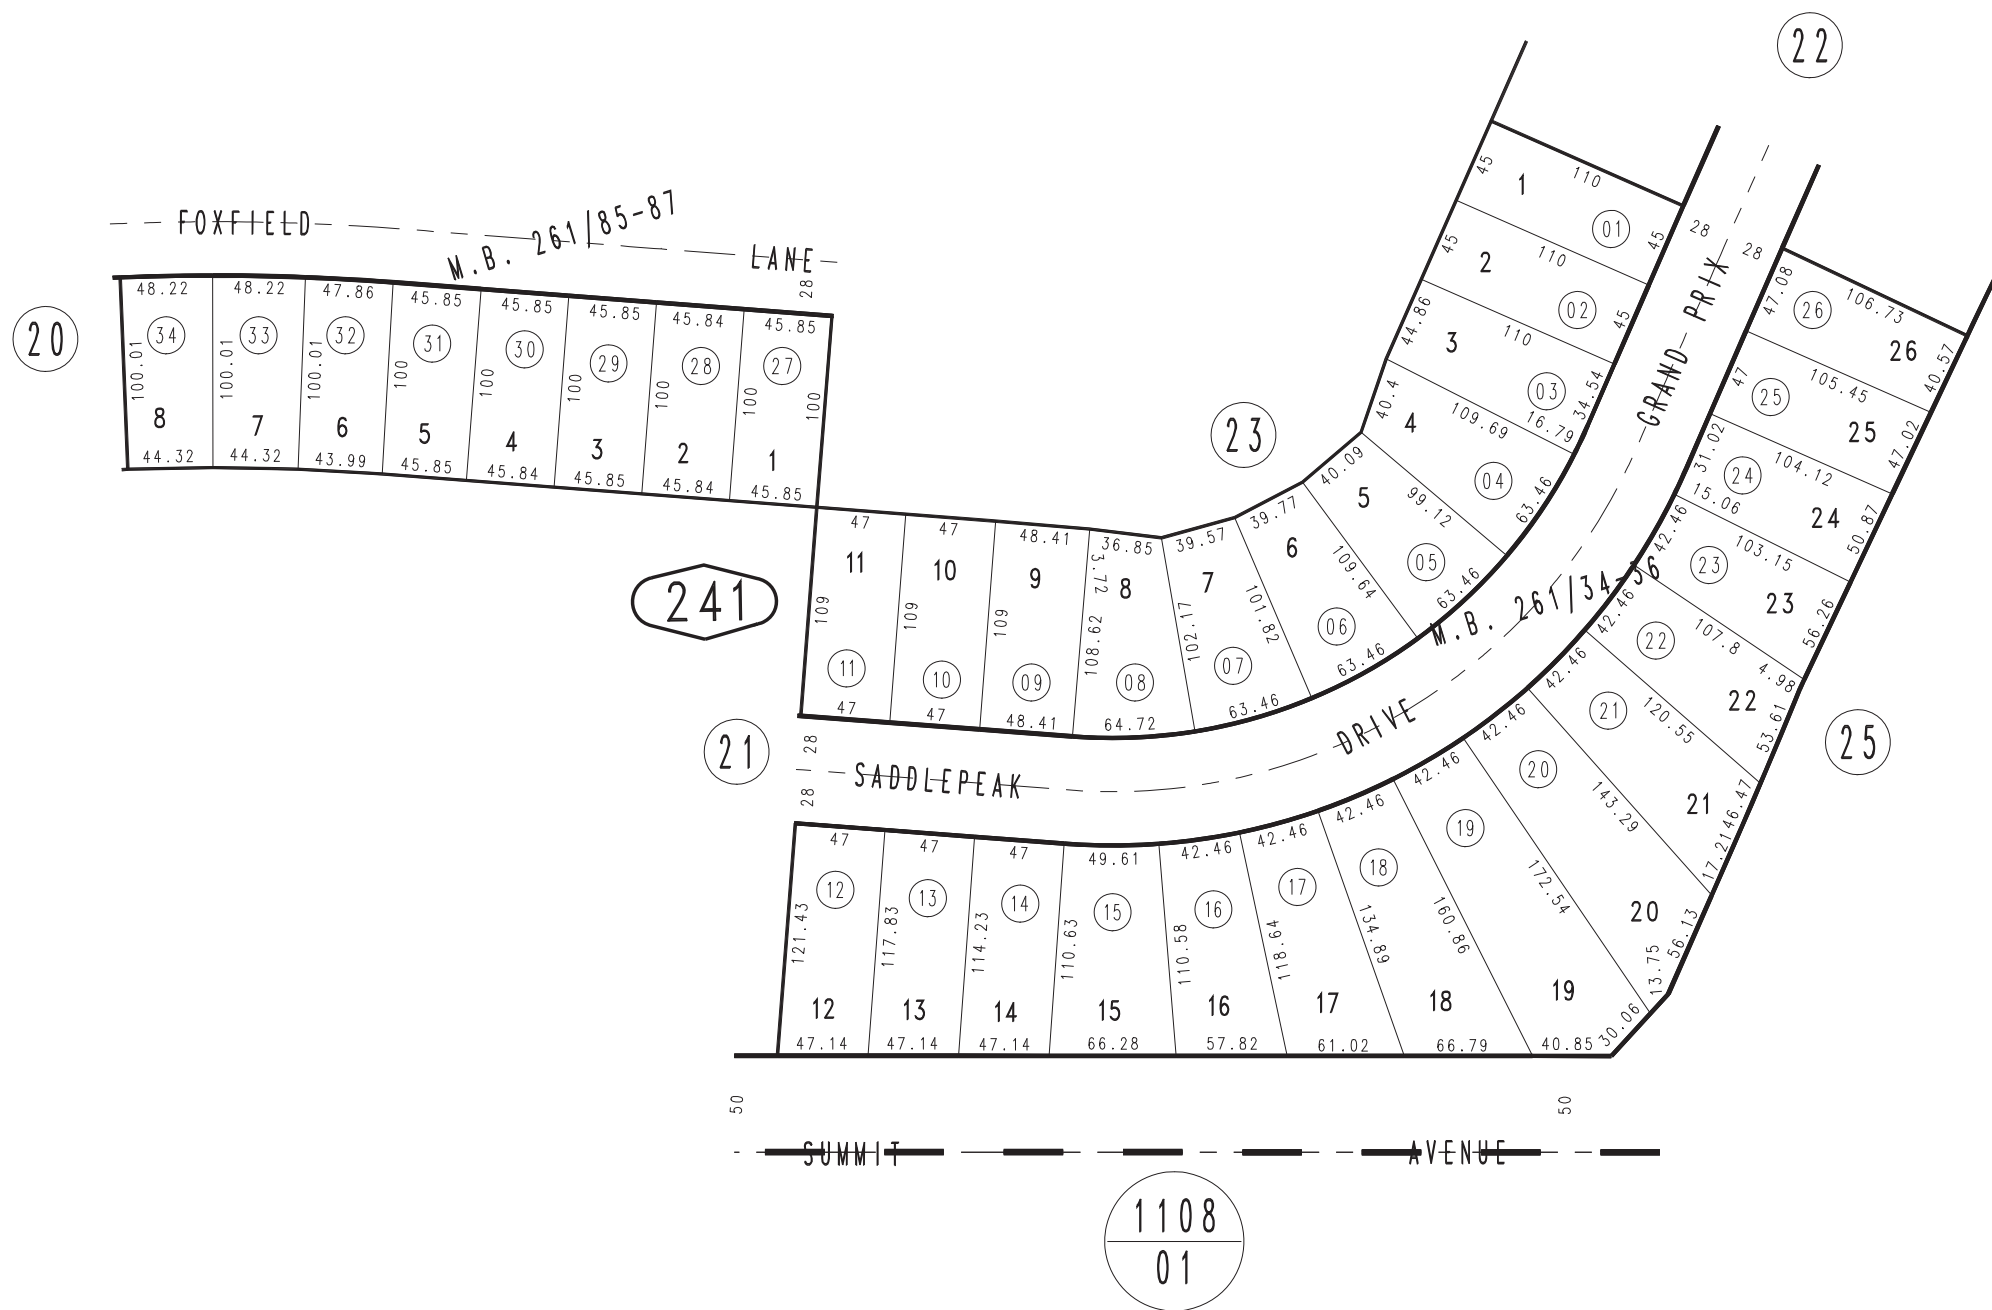 22
FOXFIELD LANE
M.B. 261/85-87
28
20
48.22 48.22 47.86 45.85 45.85 45.85 45.84 45.85
34 33 32 31 30 29 28 27
100.01 100.01 100.01 100 100 100 100 100
8 7 6 5 4 3 2 1
44.32 44.32 43.99 45.85 45.84 45.85 45.84 45.85
45 1 110 01 45
45 2 110 02 45
44.86 3 110 03 34.54
16.79
40.4 4 109.69 04 63.46
28 28
GRAND PRIX
47.08 26 106.73 26 40.57
47 25 105.45 25 47.02
31.02 24 104.12 24 50.87
15.06
42.46 23 103.15 23 56.26
23
40.09 5 99.12 05 63.46
39.77 6 109.64 06 63.46
39.57 7 101.82 07 63.46
36.85 3.72 8 102.17 08 64.72
48.41 9 108.62 09 48.41
47 10 109 10 47
47 11 109 11 47
109
241
M.B. 261/34-36
42.46 22 107.8 4.98 22 53.61
42.46 21 120.55 21 46.47
42.46 20 143.29 17.21 20 56.13
42.46 19 172.54 13.75 19 30.06
40.85
25
21
28
28
SADDLEPEAK DRIVE
47 47 47 49.61 42.46 42.46 42.46
12 13 14 15 16 17 18
121.43 117.83 114.23 110.63 110.58 118.64 134.89 160.86
12 13 14 15 16 17 18
47.14 47.14 47.14 66.28 57.82 61.02 66.79
50 50
SUMMIT AVENUE
1108
01